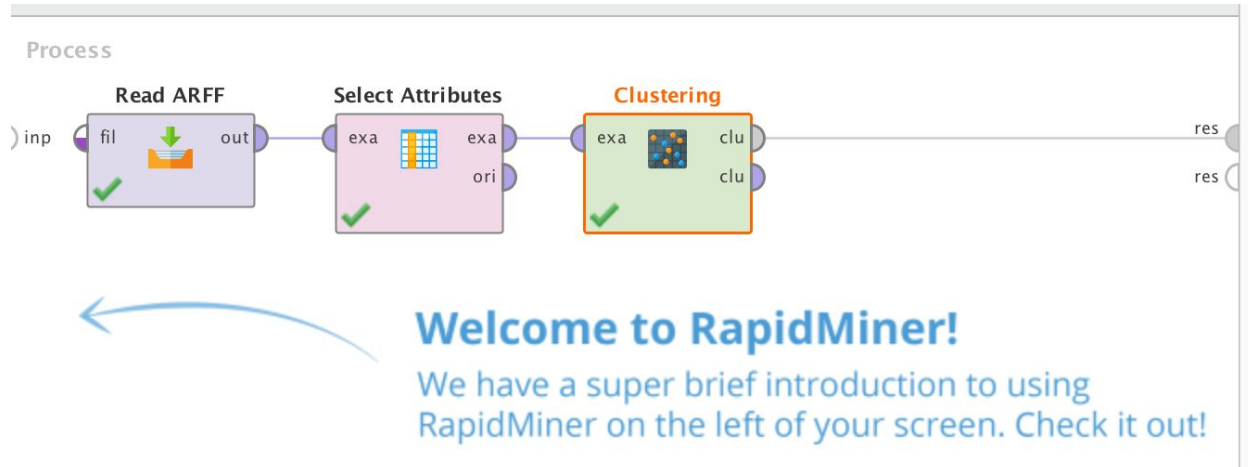 Process
Read ARFF Select Attributes Clustering
inp fil out exa exa exa clu res
ori clu res
Welcome to RapidMiner!
We have a super brief introduction to using
RapidMiner on the left of your screen. Check it out!